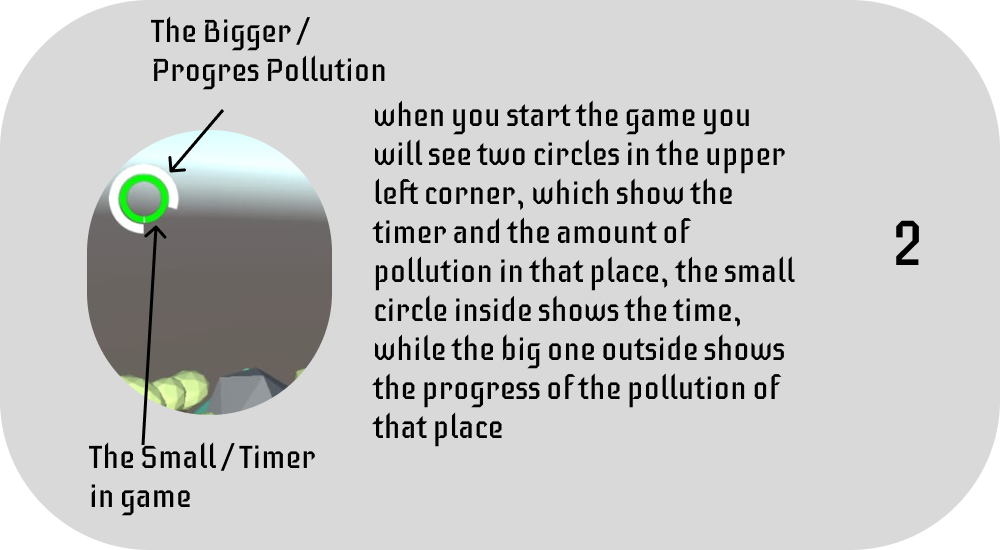 The Bigger /
Progres Pollution
when you start the game you
will see two circles in the upper
left corner, which show the
timer and the amount of
pollution in that place, the small
circle inside shows the time,
while the big one outside shows
the progress of the pollution of
that place
2
The Small / Timer
in game